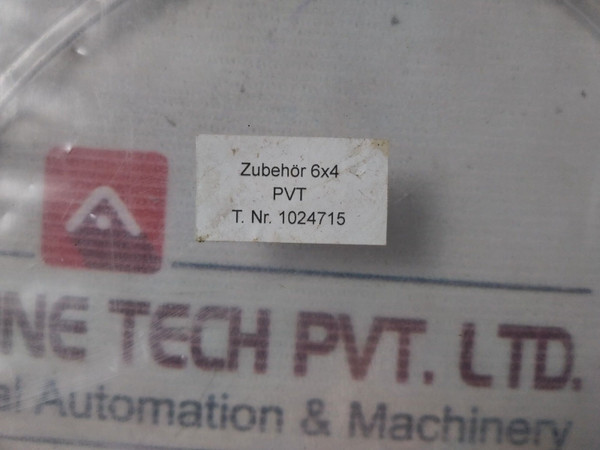 Zubehör 6x4
PVT
T. Nr. 1024715
NE TECH PVT. LTD.
al Automation & Machinery